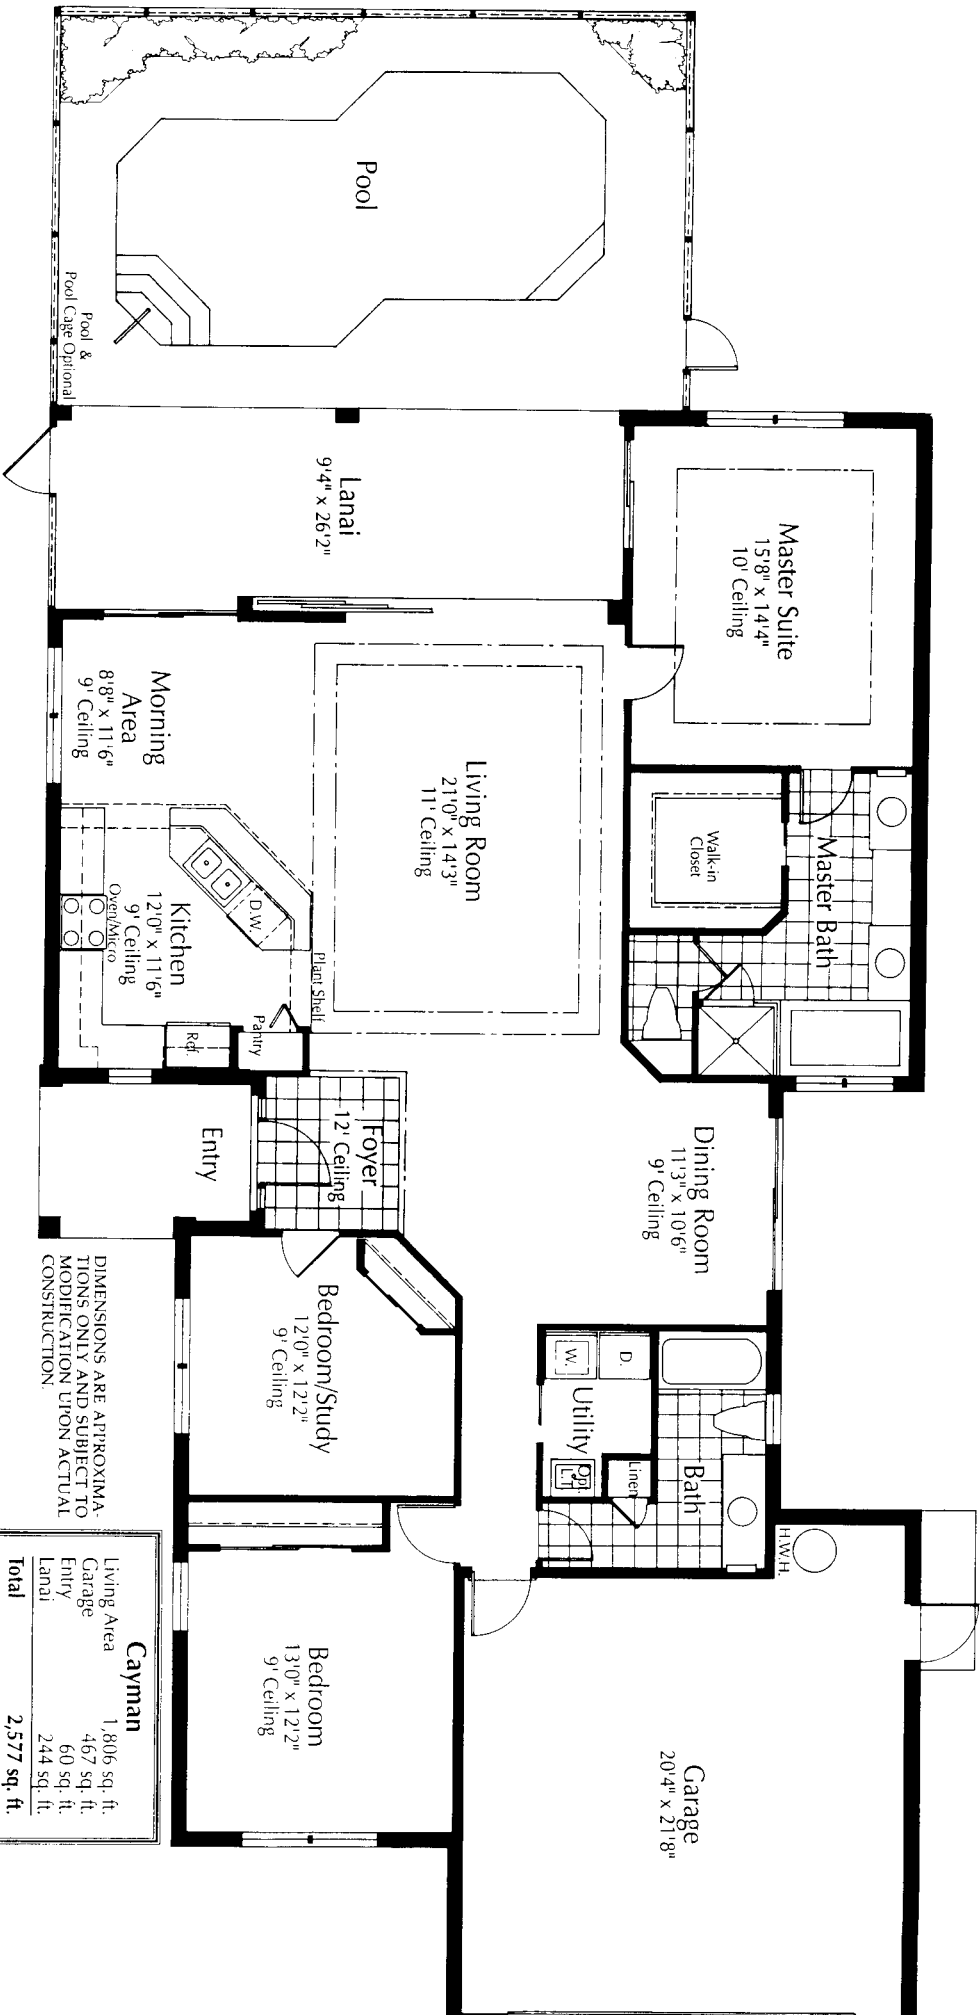 Pool
Pool &
Pool Cage Optional
Lanai
9'4" x 26'2"
Master Suite
15'8" x 14'4"
10' Ceiling
Morning
Area
8'8" x 11'6"
9' Ceiling
Living Room
21'0" x 14'3"
11' Ceiling
Walk-in
Closet
Master Bath
Kitchen
12'0" x 11'6"
9' Ceiling
Oven/Micro
D.W.
Plant Shelf
Pantry
Ref.
Entry
Foyer
12' Ceiling
Dining Room
11'3" x 10'6"
9' Ceiling
Bedroom/Study
12'0" x 12'2"
9' Ceiling
W.
D.
Utility
Opt.
L.T.
Linen
Bath
H.W.H.
Bedroom
13'0" x 12'2"
9' Ceiling
Garage
20'4" x 21'8"
DIMENSIONS ARE APPROXIMA-
TIONS ONLY AND SUBJECT TO
MODIFICATION UPON ACTUAL
CONSTRUCTION.
Cayman
Living Area 1,806 sq. ft.
Garage 467 sq. ft.
Entry 60 sq. ft.
Lanai 244 sq. ft.
Total 2,577 sq. ft.